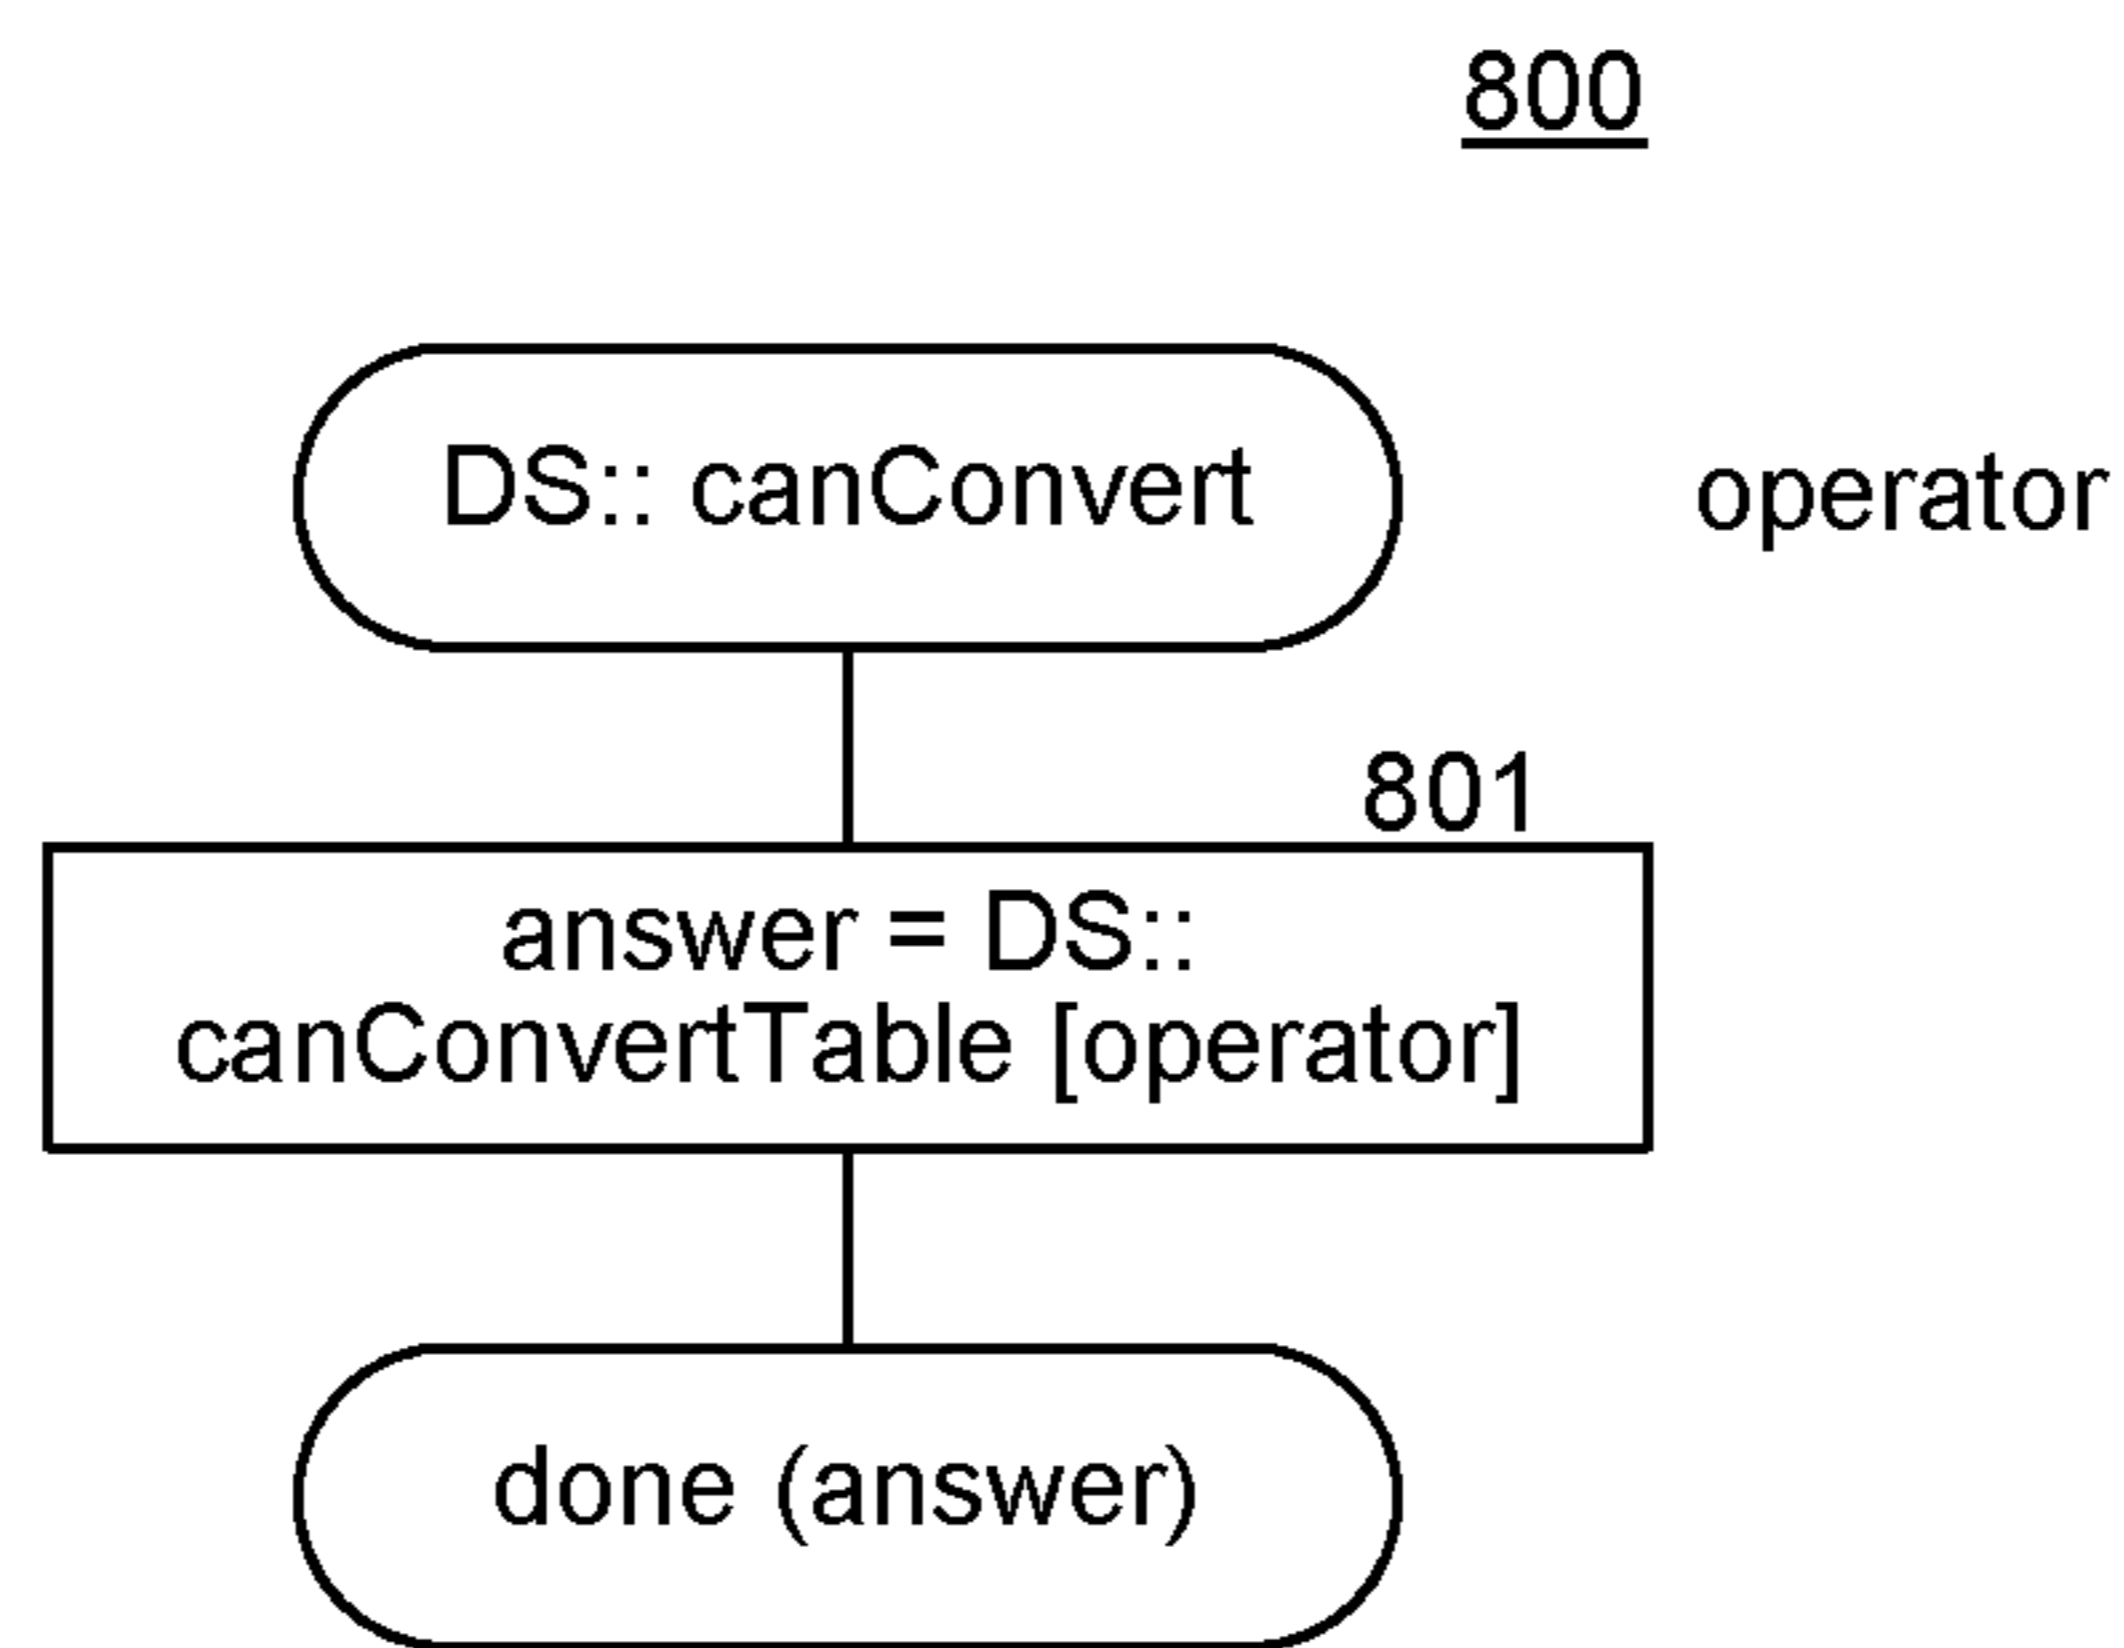 800
DS:: canConvert
operator
801
answer = DS::
canConvertTable [operator]
done (answer)